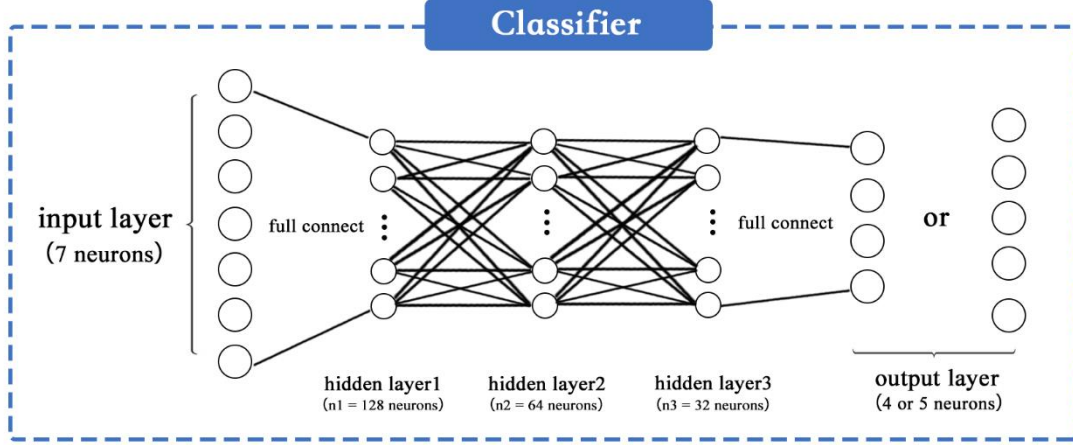 Classifier
input layer
(7 neurons)
full connect
full connect
or
hidden layer1
(n1 = 128 neurons)
hidden layer2
(n2 = 64 neurons)
hidden layer3
(n3 = 32 neurons)
output layer
(4 or 5 neurons)